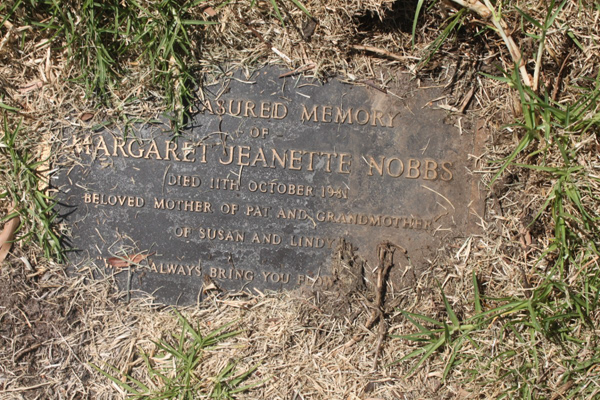 ASURED MEMORY
OF
MARGARET JEANETTE NOBBS
DIED 11TH OCTOBER
BELOVED MOTHER OF PAT AND GRANDMOTHER
OF SUSAN AND LINDY
ALWAYS BRING YOU